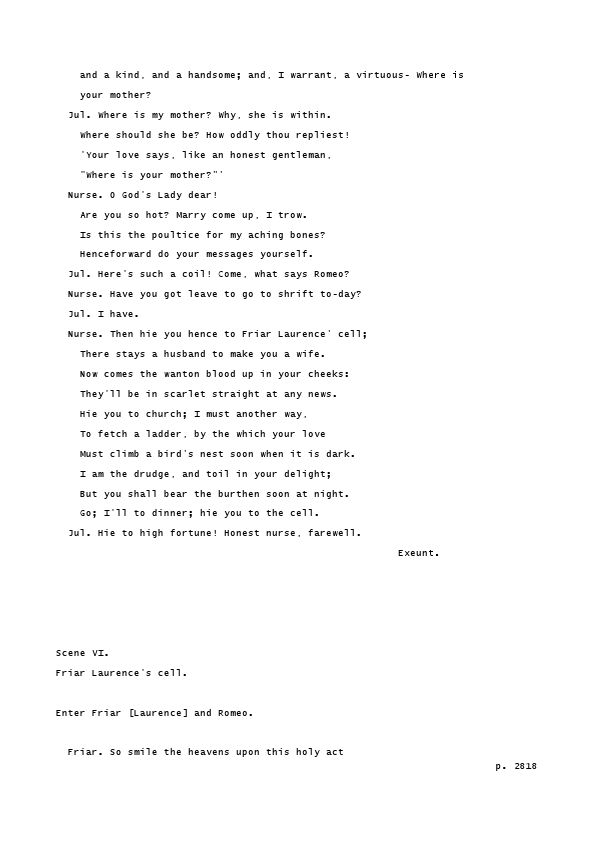 and a kind, and a handsome; and, I warrant, a virtuous- Where is
your mother?
Jul. Where is my mother? Why, she is within.
Where should she be? How oddly thou repliest!
'Your love says, like an honest gentleman,
"Where is your mother?"'
Nurse. O God's Lady dear!
Are you so hot? Marry come up, I trow.
Is this the poultice for my aching bones?
Henceforward do your messages yourself.
Jul. Here's such a coil! Come, what says Romeo?
Nurse. Have you got leave to go to shrift to-day?
Jul. I have.
Nurse. Then hie you hence to Friar Laurence' cell;
There stays a husband to make you a wife.
Now comes the wanton blood up in your cheeks:
They'll be in scarlet straight at any news.
Hie you to church; I must another way,
To fetch a ladder, by the which your love
Must climb a bird's nest soon when it is dark.
I am the drudge, and toil in your delight;
But you shall bear the burthen soon at night.
Go; I'll to dinner; hie you to the cell.
Jul. Hie to high fortune! Honest nurse, farewell.
Exeunt.
Scene VI.
Friar Laurence's cell.
Enter Friar [Laurence] and Romeo.
Friar. So smile the heavens upon this holy act
p. 2818